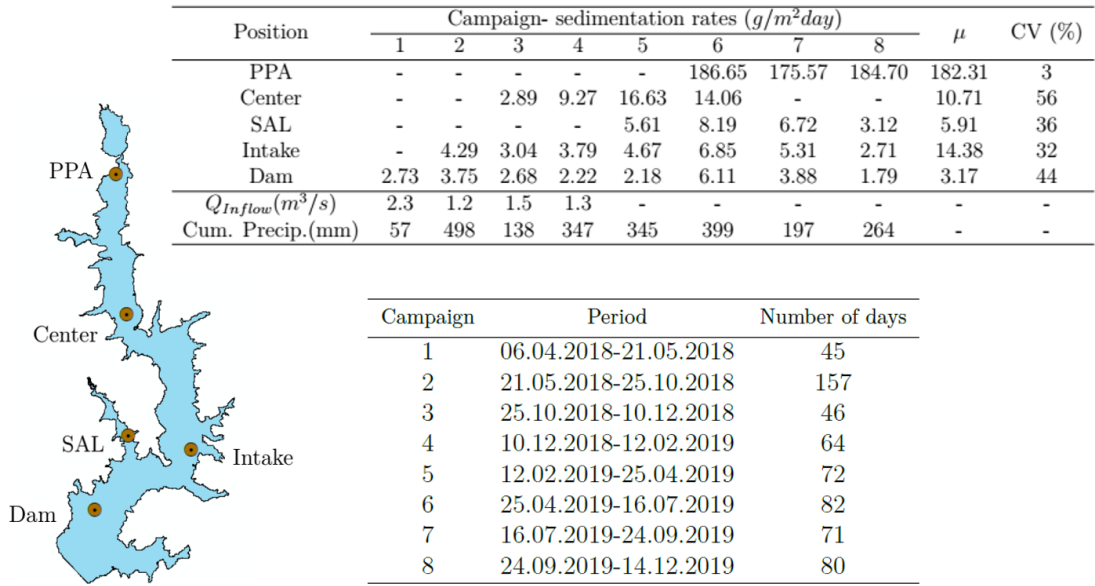 Position Campaign- sedimentation rates (g/m²day) μ CV (%)
1 2 3 4 5 6 7 8
PPA - - - - - 186.65 175.57 184.70 182.31 3
Center - - 2.89 9.27 16.63 14.06 - - 10.71 56
SAL - - - - 5.61 8.19 6.72 3.12 5.91 36
Intake - 4.29 3.04 3.79 4.67 6.85 5.31 2.71 14.38 32
Dam 2.73 3.75 2.68 2.22 2.18 6.11 3.88 1.79 3.17 44
Q_Inflow(m³/s) 2.3 1.2 1.5 1.3 - - - - - -
Cum. Precip.(mm) 57 498 138 347 345 399 197 264 - -
PPA
Center
SAL
Intake
Dam
Campaign Period Number of days
1 06.04.2018-21.05.2018 45
2 21.05.2018-25.10.2018 157
3 25.10.2018-10.12.2018 46
4 10.12.2018-12.02.2019 64
5 12.02.2019-25.04.2019 72
6 25.04.2019-16.07.2019 82
7 16.07.2019-24.09.2019 71
8 24.09.2019-14.12.2019 80